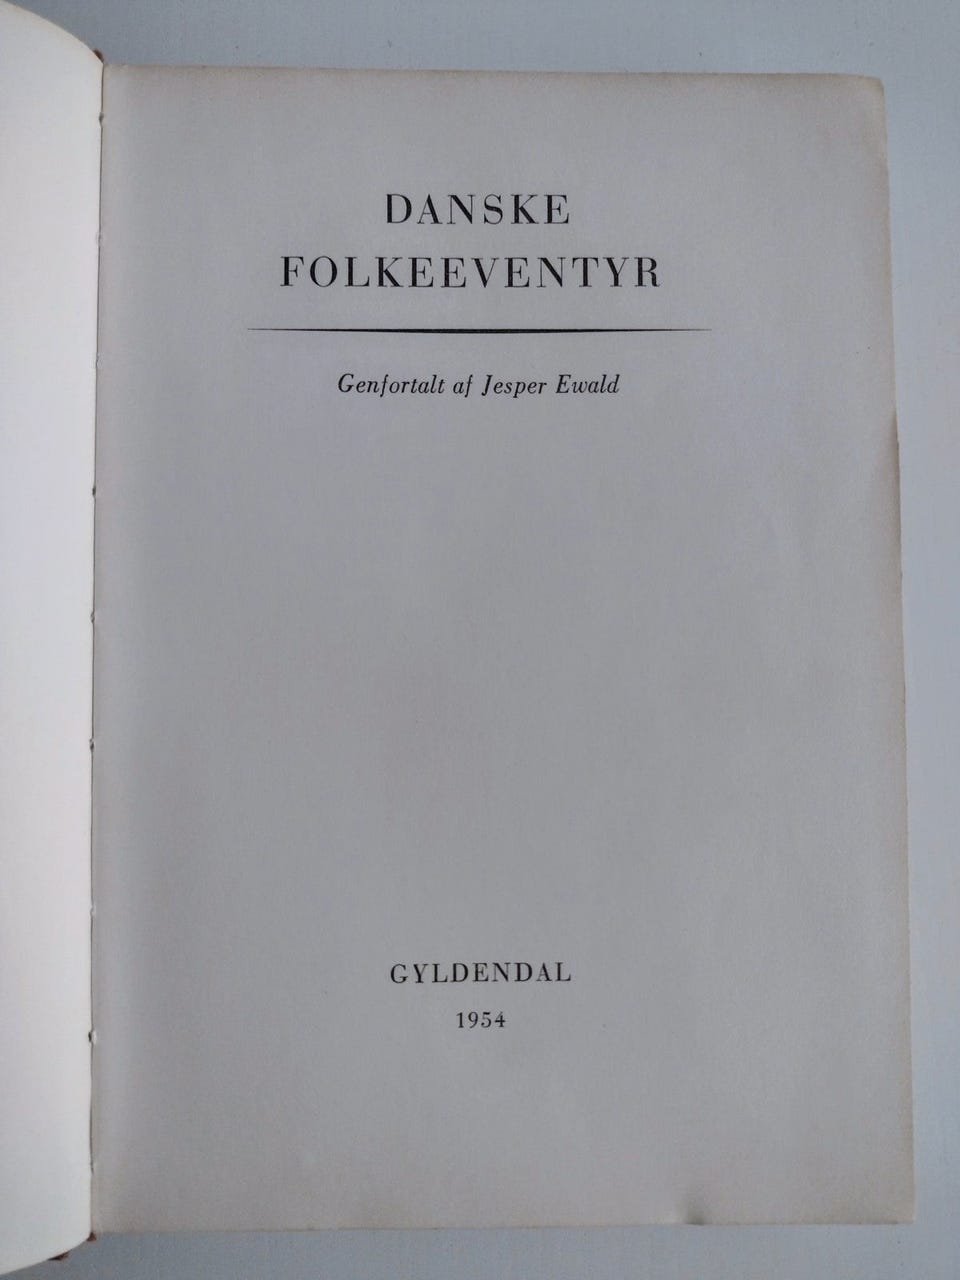 DANSKE
FOLKEEVENTYR
Genfortalt af Jesper Ewald
GYLDENDAL
1954